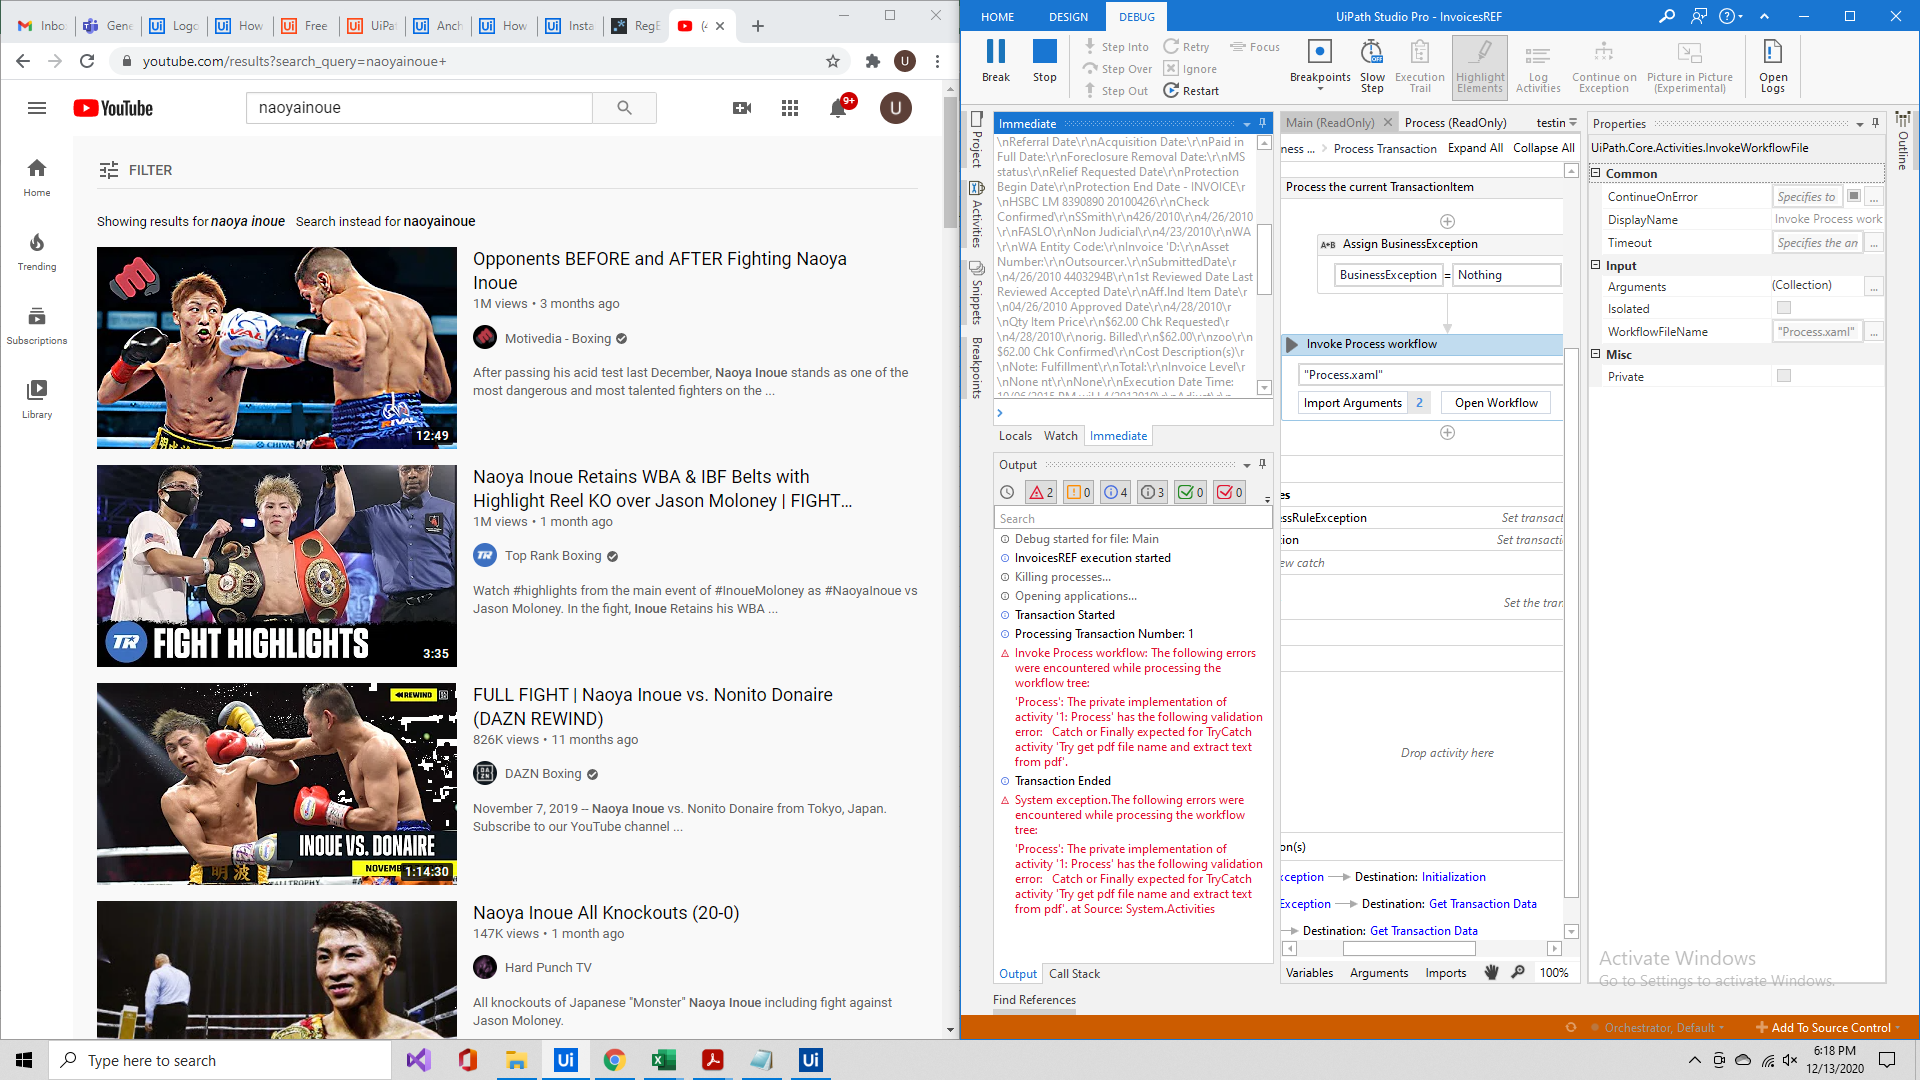 Inbo
Gene
Logo
How
Free
UiPat
Anch
How
Insta
RegE
(4
youtube.com/results?search_query=naoyainoue+
U
YouTube
naoyainoue
9+
U
Home
Trending
Subscriptions
Library
FILTER
Showing results for naoya inoue Search instead for naoyainoue
12:49
Opponents BEFORE and AFTER Fighting Naoya
Inoue
1M views • 3 months ago
Motivedia - Boxing
After passing his acid test last December, Naoya Inoue stands as one of the
most dangerous and most talented fighters on the ...
TR FIGHT HIGHLIGHTS
3:35
Naoya Inoue Retains WBA & IBF Belts with
Highlight Reel KO over Jason Moloney | FIGHT...
1M views • 1 month ago
Top Rank Boxing
Watch #highlights from the main event of #InoueMoloney as #NaoyaInoue vs
Jason Moloney. In the fight, Inoue Retains his WBA ...
REWIND
INOUE VS. DONAIRE
1:14:30
FULL FIGHT | Naoya Inoue vs. Nonito Donaire
(DAZN REWIND)
826K views • 11 months ago
DAZN Boxing
November 7, 2019 -- Naoya Inoue vs. Nonito Donaire from Tokyo, Japan.
Subscribe to our YouTube channel ...
Naoya Inoue All Knockouts (20-0)
147K views • 1 month ago
Hard Punch TV
All knockouts of Japanese "Monster" Naoya Inoue including fight against
Jason Moloney.
HOME DESIGN DEBUG
UiPath Studio Pro - InvoicesREF
Break
Stop
Step Into
Step Over
Step Out
Retry
Ignore
Restart
Focus
Breakpoints
Slow
Step
Execution
Trail
Highlight
Elements
Log
Activities
Continue on
Exception
Picture in Picture
(Experimental)
Open
Logs
Project
Activities
Snippets
Breakpoints
Immediate
\nReferral Date\r\nAcquisition Date:\r\nPaid in
Full Date:\r\nForeclosure Removal Date:\r\nMS
status\r\nRelief Requested Date\r\nProtection
Begin Date\r\nProtection End Date - INVOICE\r
\nHSBC LM 8390890 20100426\r\nCheck
Confirmed\r\nSSmith\r\n426/2010\r\n4/26/2010
\r\nFASLO\r\nNon Judicial\r\n4/23/2010\r\nWA
\r\nWA Entity Code:\r\nInvoice 'D:\r\nAsset
Number:\r\nOutsourcer.\r\nSubmittedDate\r
\n4/26/2010 4403294B\r\n1st Reviewed Date Last
Reviewed Accepted Date\r\nAff.Ind Item Date\r
\n04/26/2010 Approved Date\r\n4/28/2010\r
\nQty Item Price\r\n$62.00 Chk Requested\r
\n4/28/2010\r\norig. Billed\r\n$62.00\r\nzoo\r\n
$62.00 Chk Confirmed\r\nCost Description(s)\r
\nNote: Fulfillment\r\nTotal:\r\nInvoice Level\r
\nNone nt\r\nNone\r\nExecution Date Time:
Locals Watch Immediate
Output
2 0 4 3 0 0
Search
Debug started for file: Main
InvoicesREF execution started
Killing processes...
Opening applications...
Transaction Started
Processing Transaction Number: 1
Invoke Process workflow: The following errors
were encountered while processing the
workflow tree:
'Process': The private implementation of
activity '1: Process' has the following validation
error: Catch or Finally expected for TryCatch
activity 'Try get pdf file name and extract text
from pdf'.
Transaction Ended
System exception.The following errors were
encountered while processing the workflow
tree:
'Process': The private implementation of
activity '1: Process' has the following validation
error: Catch or Finally expected for TryCatch
activity 'Try get pdf file name and extract text
from pdf'. at Source: System.Activities
Output Call Stack
Find References
Main (ReadOnly) Process (ReadOnly) testin
ness ... Process Transaction Expand All Collapse All
Process the current TransactionItem
A+B Assign BusinessException
BusinessException = Nothing
Invoke Process workflow
"Process.xaml"
Import Arguments 2 Open Workflow
es
ssRuleException Set transact
tion Set transacti
ew catch
Set the tran
Drop activity here
on(s)
ception Destination: Initialization
Exception Destination: Get Transaction Data
Destination: Get Transaction Data
Variables Arguments Imports 100%
Properties
UiPath.Core.Activities.InvokeWorkflowFile
Common
ContinueOnError Specifies to ...
DisplayName Invoke Process work
Timeout Specifies the an ...
Input
Arguments (Collection) ...
Isolated
WorkflowFileName "Process.xaml" ...
Misc
Private
Outline
Activate Windows
Go to Settings to activate Windows.
Orchestrator, Default
Add To Source Control
Type here to search
6:18 PM
12/13/2020